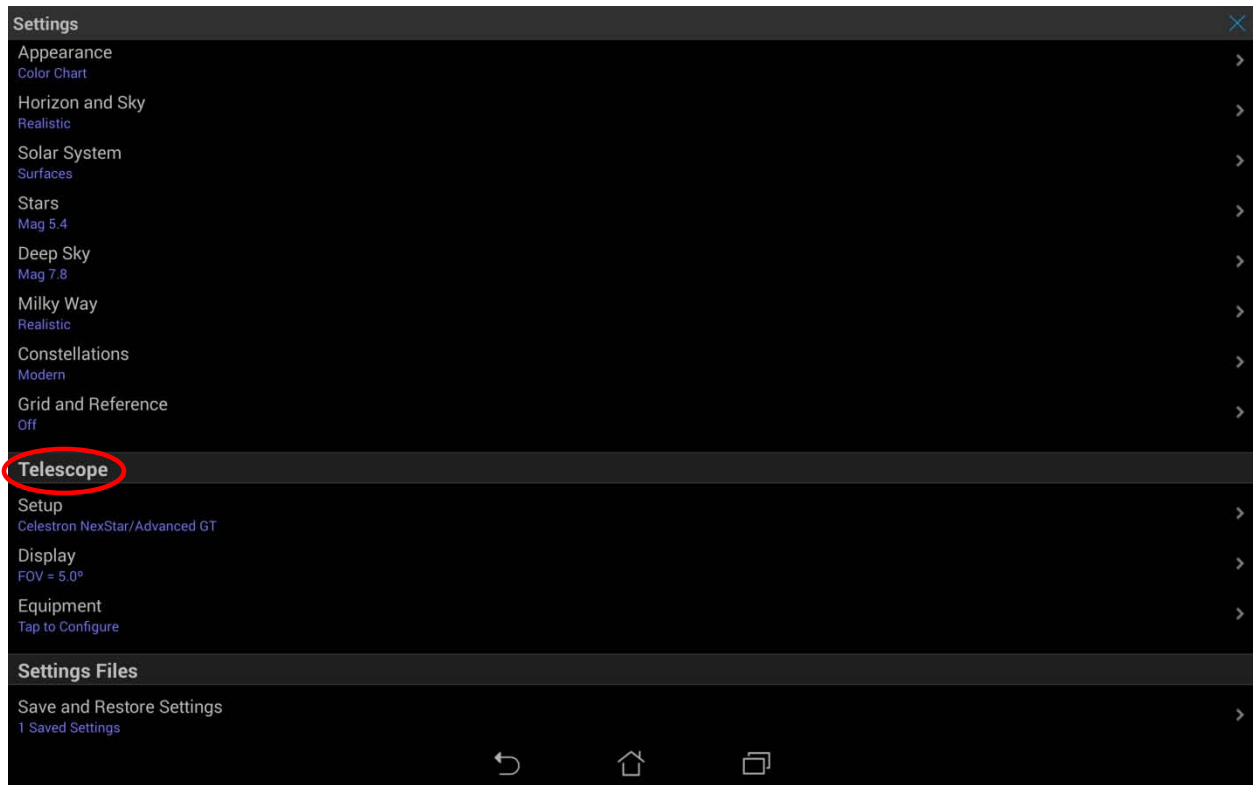 Settings
Appearance
Color Chart
Horizon and Sky
Realistic
Solar System
Surfaces
Stars
Mag 5.4
Deep Sky
Mag 7.8
Milky Way
Realistic
Constellations
Modern
Grid and Reference
Off
Telescope
Setup
Celestron NexStar/Advanced GT
Display
FOV = 5.0º
Equipment
Tap to Configure
Settings Files
Save and Restore Settings
1 Saved Settings